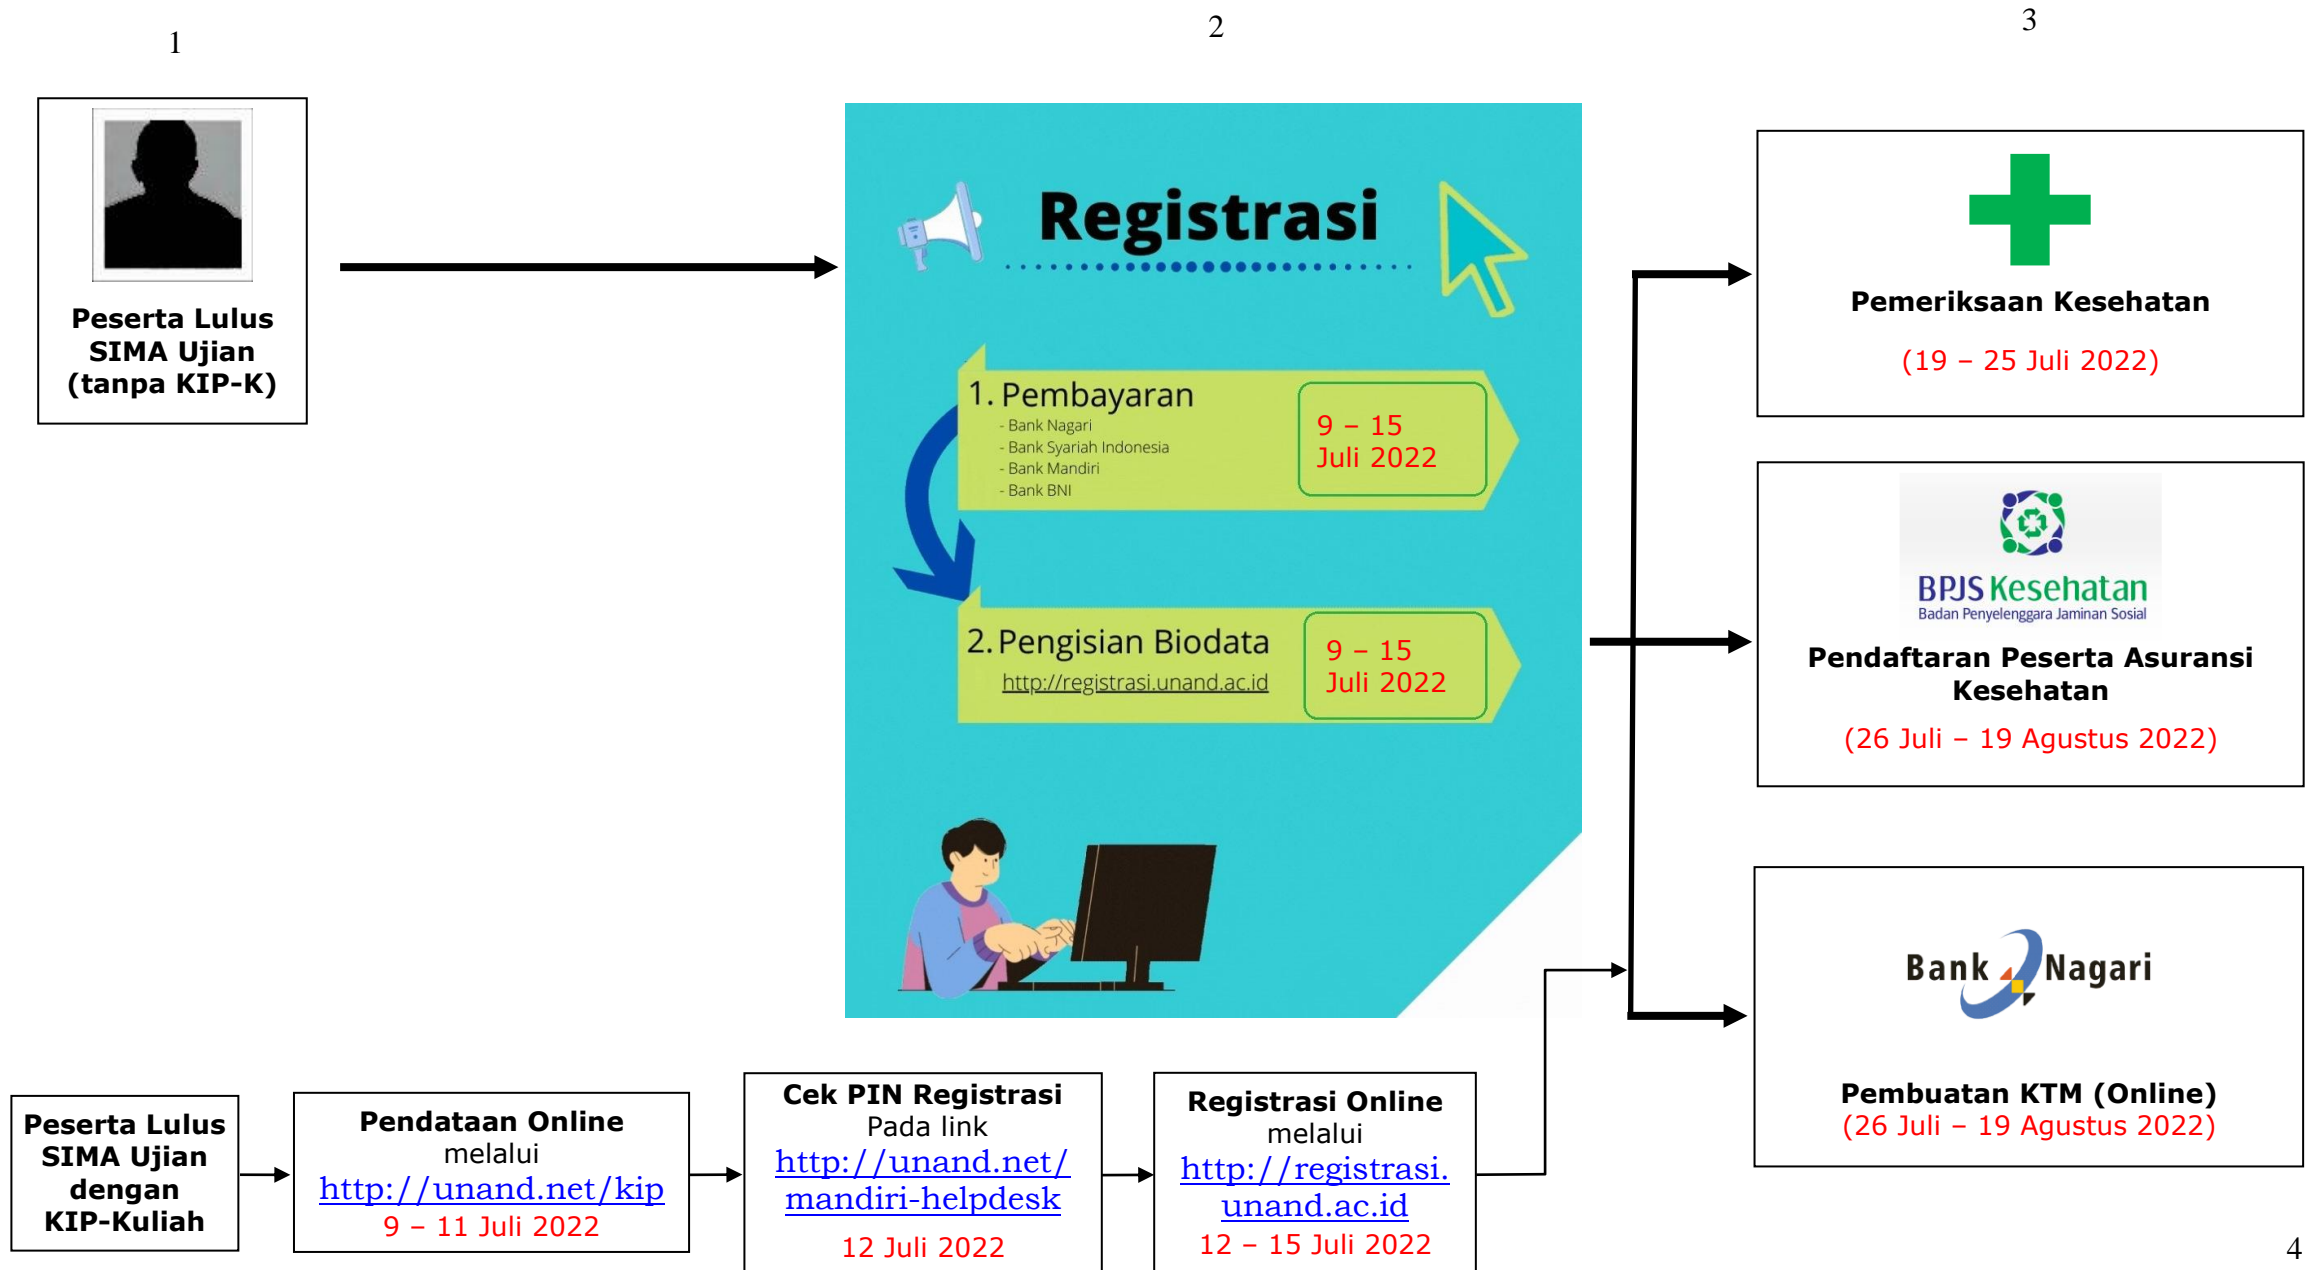 1
2
3
Peserta Lulus
SIMA Ujian
(tanpa KIP-K)
Registrasi
1. Pembayaran
- Bank Nagari
- Bank Syariah Indonesia
- Bank Mandiri
- Bank BNI
9 – 15
Juli 2022
2. Pengisian Biodata
http://registrasi.unand.ac.id
9 – 15
Juli 2022
Pemeriksaan Kesehatan
(19 – 25 Juli 2022)
BPJS Kesehatan
Badan Penyelenggara Jaminan Sosial
Pendaftaran Peserta Asuransi
Kesehatan
(26 Juli – 19 Agustus 2022)
Bank Nagari
Pembuatan KTM (Online)
(26 Juli – 19 Agustus 2022)
Peserta Lulus
SIMA Ujian
dengan
KIP-Kuliah
Pendataan Online
melalui
http://unand.net/kip
9 – 11 Juli 2022
Cek PIN Registrasi
Pada link
http://unand.net/
mandiri-helpdesk
12 Juli 2022
Registrasi Online
melalui
http://registrasi.
unand.ac.id
12 – 15 Juli 2022
4